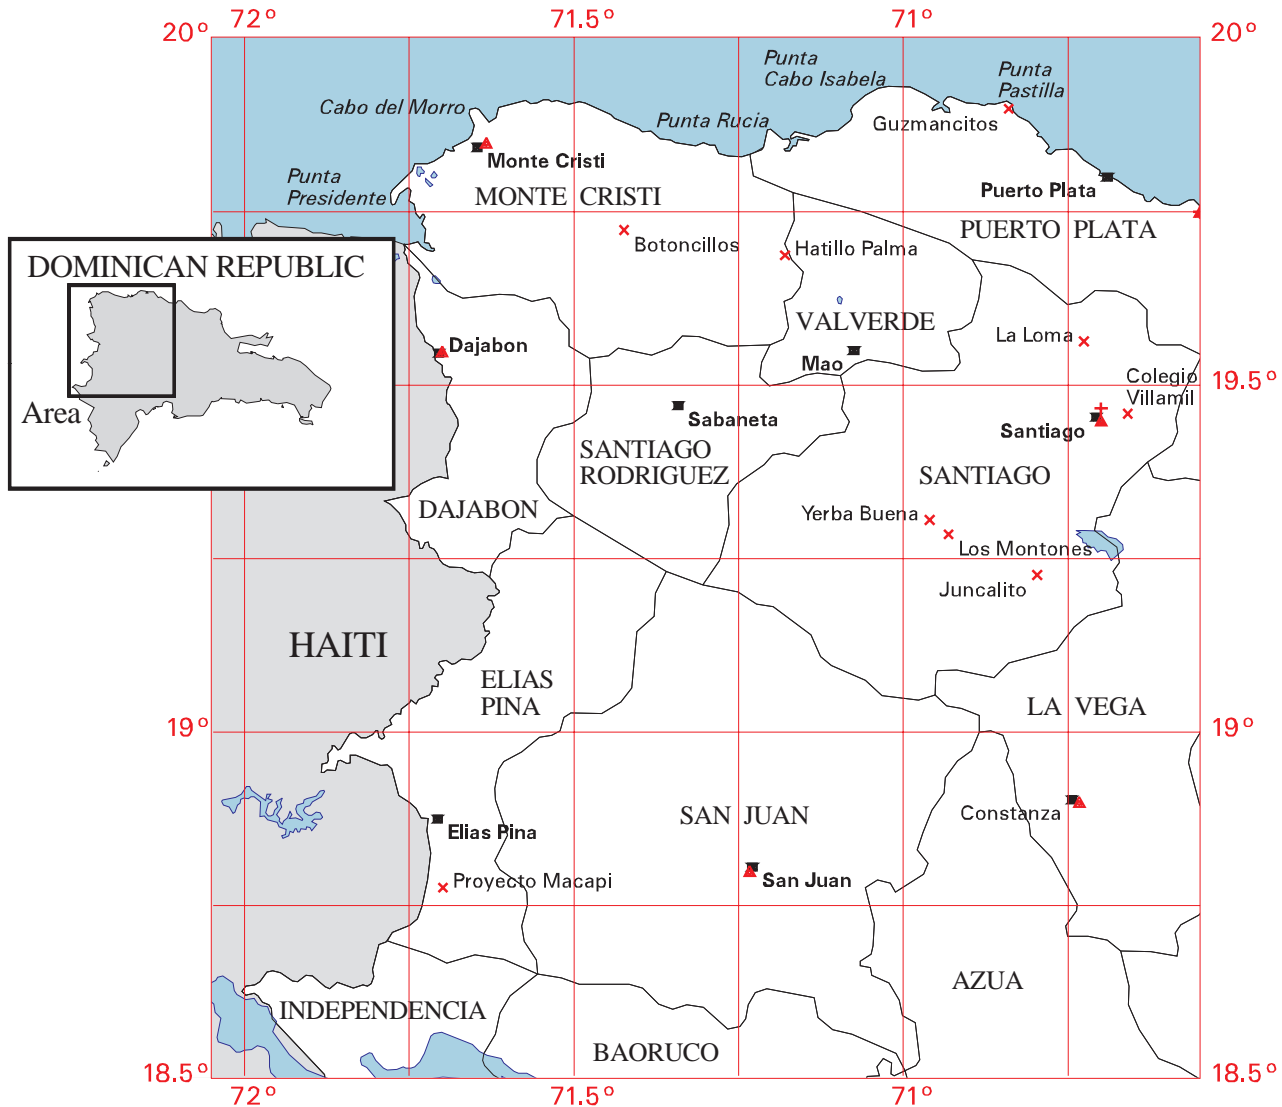 72° 71.5° 71°
20° 20°
Punta
Cabo Isabela
Punta
Pastilla
Cabo del Morro
Punta Rucia
Guzmancitos
Monte Cristi
Punta
Presidente
MONTE CRISTI
Puerto Plata
PUERTO PLATA
Botoncillos
Hatillo Palma
DOMINICAN REPUBLIC
Area
VALVERDE
La Loma
Dajabon
Mao
Colegio
Villamil
19.5°
Sabaneta
Santiago
SANTIAGO
RODRIGUEZ
SANTIAGO
DAJABON
Yerba Buena
Los Montones
Juncalito
HAITI
ELIAS
PINA
LA VEGA
19° 19°
SAN JUAN
Constanza
Elias Pina
Proyecto Macapi
San Juan
AZUA
INDEPENDENCIA
BAORUCO
18.5° 18.5°
72° 71.5° 71°